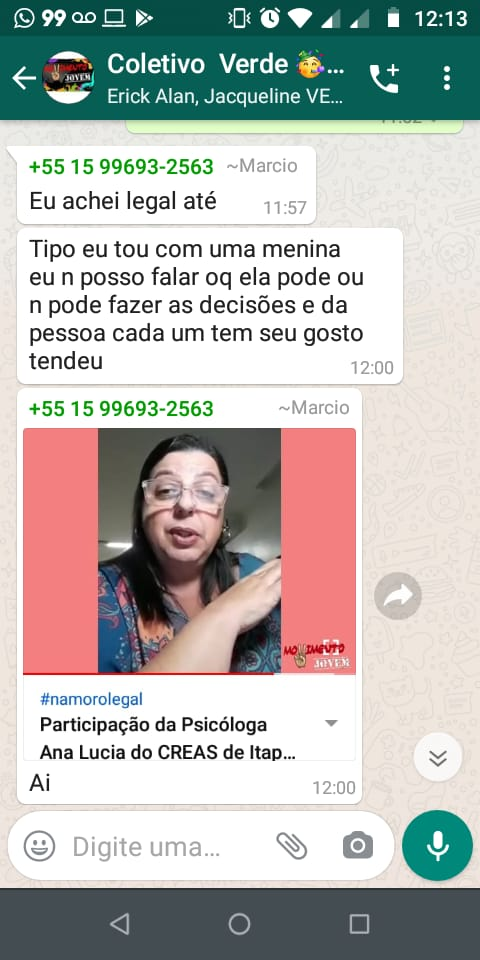 99
12:13
Coletivo Verde 🥳...
Erick Alan, Jacqueline VE...
+55 15 99693-2563 ~Marcio
Eu achei legal até
11:57
Tipo eu tou com uma menina
eu n posso falar oq ela pode ou
n pode fazer as decisões e da
pessoa cada um tem seu gosto
tendeu
12:00
+55 15 99693-2563 ~Marcio
MOVIMENTO
JOVEM
#namorolegal
Participação da Psicóloga
Ana Lucia do CREAS de Itap...
Ai
12:00
Digite uma...